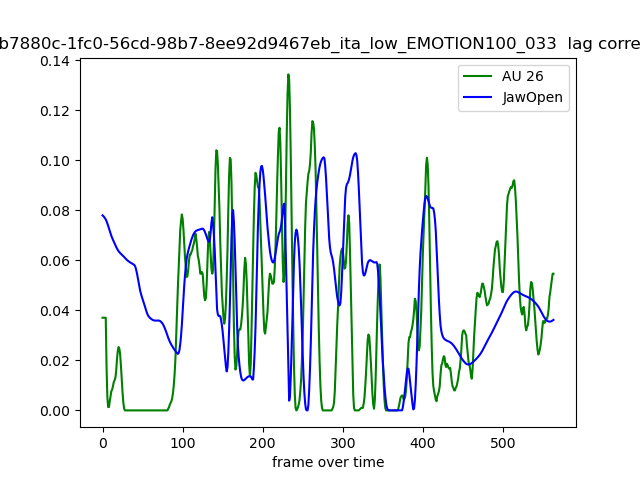 b7880c-1fc0-56cd-98b7-8ee92d9467eb_ita_low_EMOTION100_033 lag corre
0.14
AU 26
JawOpen
0.12
0.10
0.08
0.06
0.04
0.02
0.00
0 100 200 300 400 500
frame over time